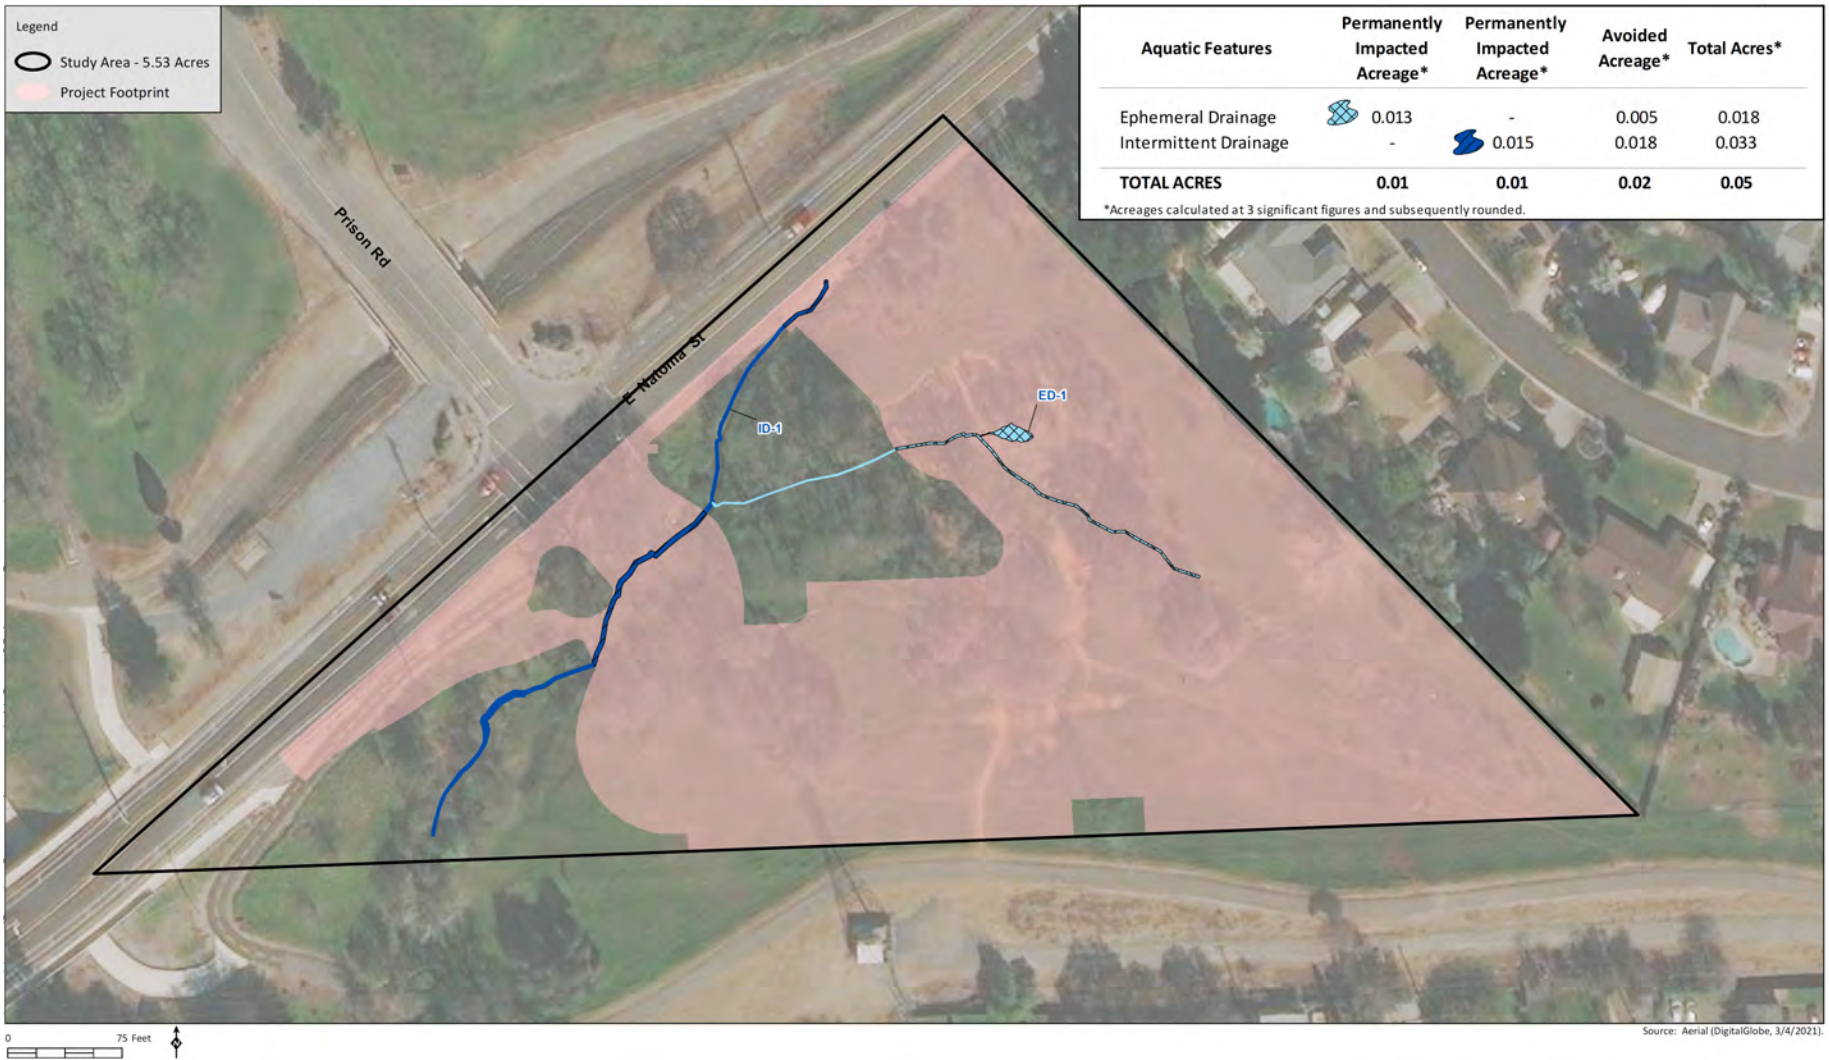 Legend
Study Area - 5.53 Acres
Project Footprint
Aquatic Features
Permanently
Impacted
Acreage*
Permanently
Impacted
Acreage*
Avoided
Acreage*
Total Acres*
Ephemeral Drainage 0.013 - 0.005 0.018
Intermittent Drainage - 0.015 0.018 0.033
TOTAL ACRES 0.01 0.01 0.02 0.05
*Acreages calculated at 3 significant figures and subsequently rounded.
Prison Rd
E Natoma St
ED-1
ID-1
0 75 Feet
N
Source: Aerial (DigitalGlobe, 3/4/2021).